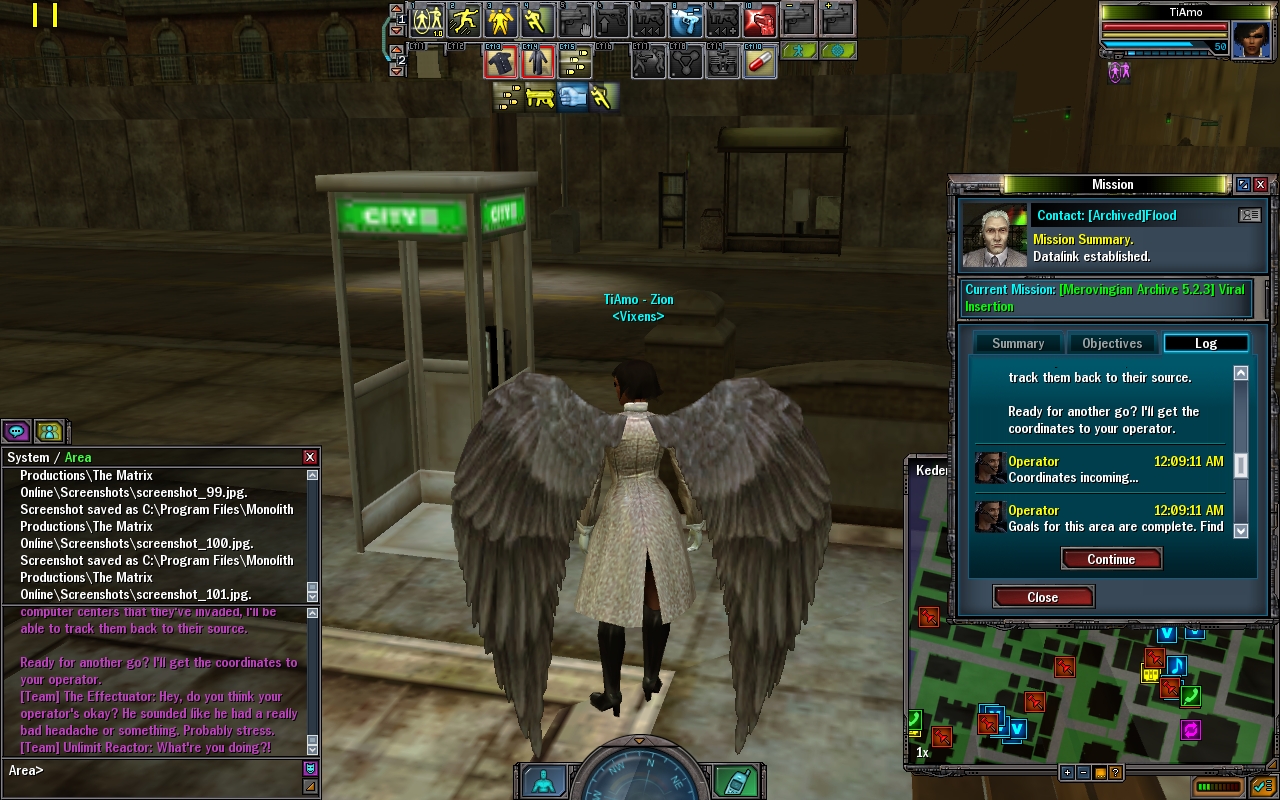 TiAmo
50
1
2
1.0
Mission
Contact: [Archived]Flood
Mission Summary.
Datalink established.
Current Mission: [Merovingian Archive 5.2.3] Viral
Insertion
Summary
Objectives
Log
track them back to their source.
Ready for another go? I'll get the
coordinates to your operator.
Operator 12:09:11 AM
Coordinates incoming...
Operator 12:09:11 AM
Goals for this area are complete. Find
Continue
Close
CITY
CITY
TiAmo - Zion
<Vixens>
System / Area
Productions\The Matrix
Online\Screenshots\screenshot_99.jpg.
Screenshot saved as C:\Program Files\Monolith
Productions\The Matrix
Online\Screenshots\screenshot_100.jpg.
Screenshot saved as C:\Program Files\Monolith
Productions\The Matrix
Online\Screenshots\screenshot_101.jpg.
computer centers that they've invaded, I'll be
able to track them back to their source.
Ready for another go? I'll get the coordinates to
your operator.
[Team] The Effectuator: Hey, do you think your
operator's okay? He sounded like he had a really
bad headache or something. Probably stress.
[Team] Unlimit Reactor: What're you doing?!
Area>
Keder
1x
W
NW
N
NE